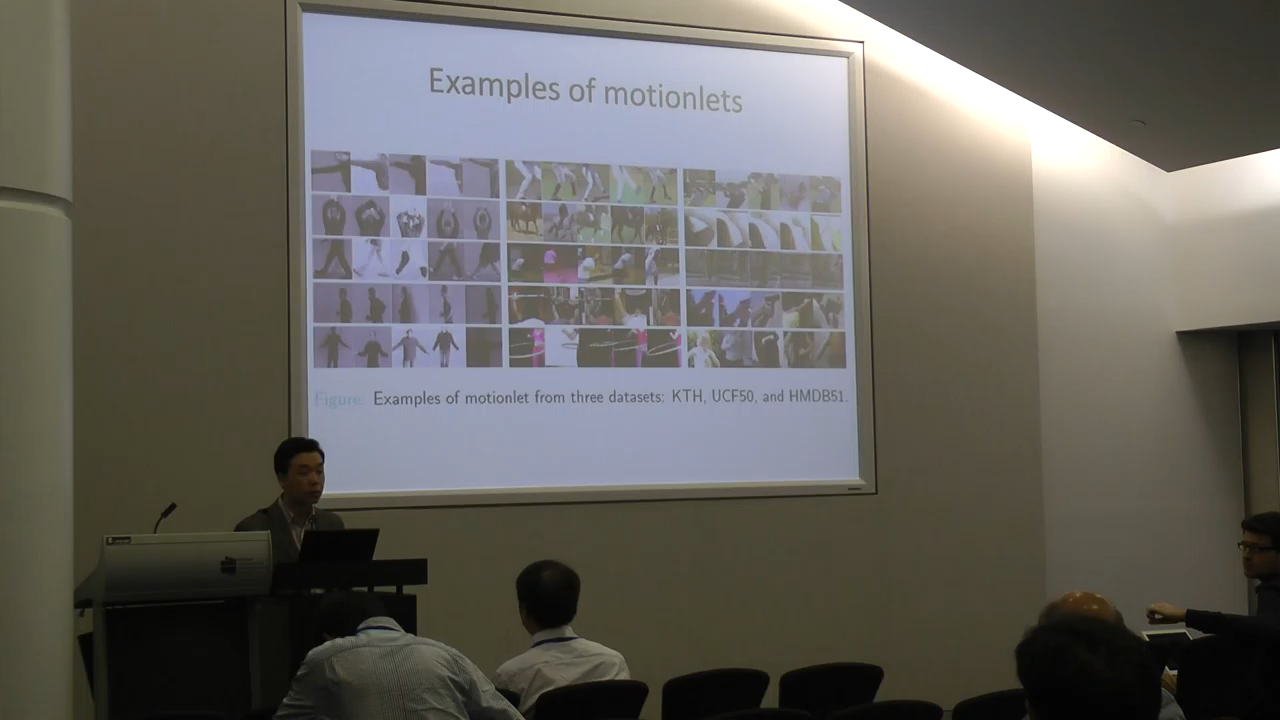 Examples of motionlets
Figure: Examples of motionlet from three datasets: KTH, UCF50, and HMDB51.